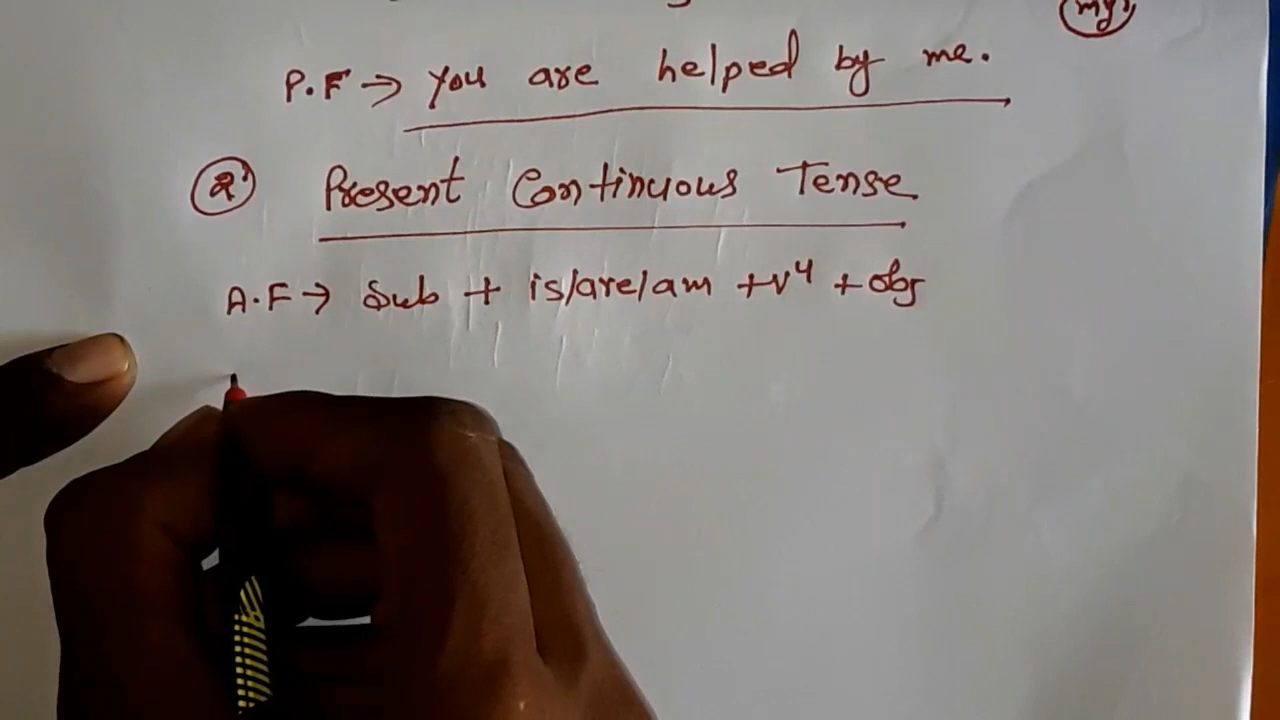 P.F → You are helped by me.
② Present Continuous Tense
A.F → Sub + is/are/am + v⁴ + obj